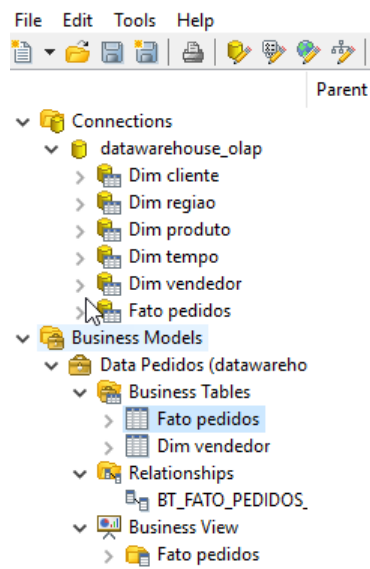 File Edit Tools Help
Parent
Connections
datawarehouse_olap
Dim cliente
Dim regiao
Dim produto
Dim tempo
Dim vendedor
Fato pedidos
Business Models
Data Pedidos (datawareho
Business Tables
Fato pedidos
Dim vendedor
Relationships
BT_FATO_PEDIDOS_
Business View
Fato pedidos